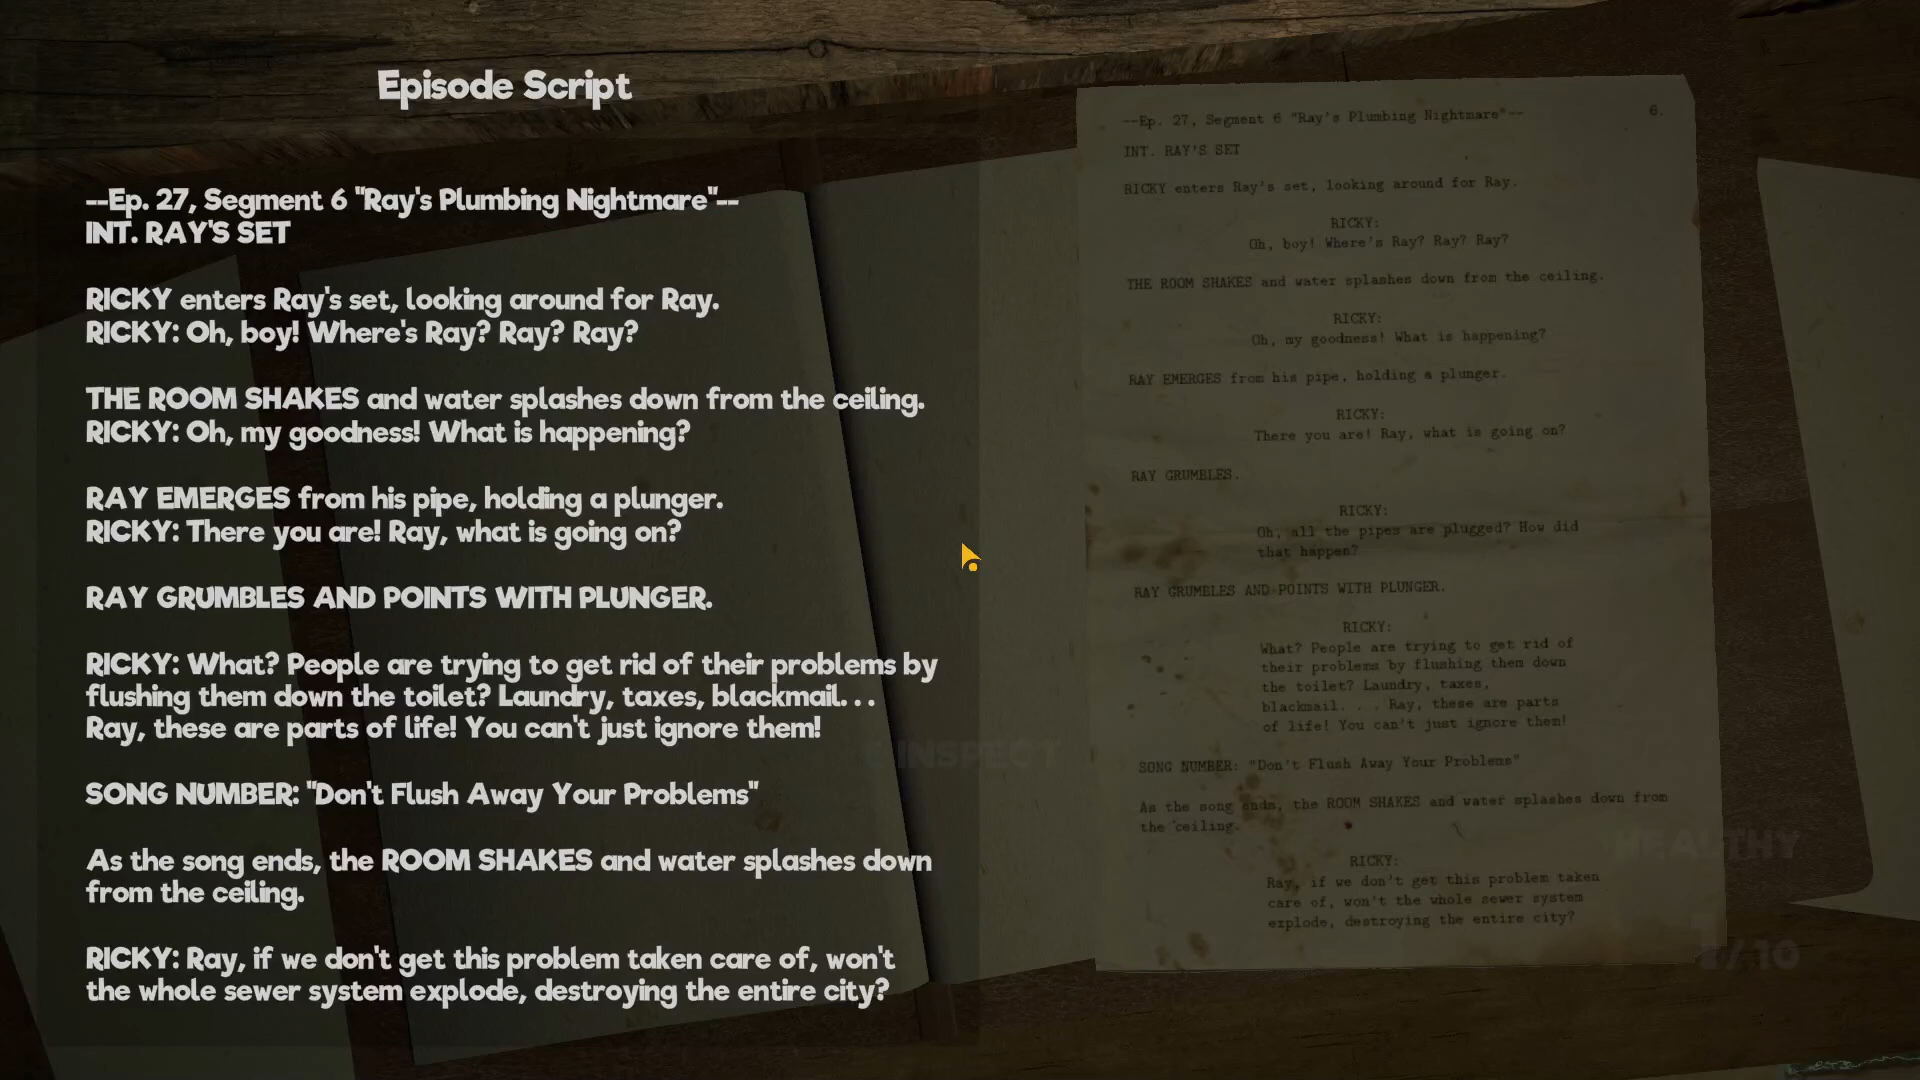 Episode Script
--Ep. 27, Segment 6 "Ray's Plumbing Nightmare"--
INT. RAY'S SET
RICKY enters Ray's set, looking around for Ray.
RICKY: Oh, boy! Where's Ray? Ray? Ray?
THE ROOM SHAKES and water splashes down from the ceiling.
RICKY: Oh, my goodness! What is happening?
RAY EMERGES from his pipe, holding a plunger.
RICKY: There you are! Ray, what is going on?
RAY GRUMBLES AND POINTS WITH PLUNGER.
RICKY: What? People are trying to get rid of their problems by
flushing them down the toilet? Laundry, taxes, blackmail. . .
Ray, these are parts of life! You can't just ignore them!
SONG NUMBER: "Don't Flush Away Your Problems"
As the song ends, the ROOM SHAKES and water splashes down
from the ceiling.
RICKY: Ray, if we don't get this problem taken care of, won't
the whole sewer system explode, destroying the entire city?
--Ep. 27, Segment 6 "Ray's Plumbing Nightmare"-- 6.
INT. RAY'S SET
RICKY enters Ray's set, looking around for Ray.
RICKY:
Oh, boy! Where's Ray? Ray? Ray?
THE ROOM SHAKES and water splashes down from the ceiling.
RICKY:
Oh, my goodness! What is happening?
RAY EMERGES from his pipe, holding a plunger.
RICKY:
There you are! Ray, what is going on?
RAY GRUMBLES.
RICKY:
Oh, all the pipes are plugged? How did
that happen?
RAY GRUMBLES AND POINTS WITH PLUNGER.
RICKY:
What? People are trying to get rid of
their problems by flushing them down
the toilet? Laundry, taxes,
blackmail. . . Ray, these are parts
of life! You can't just ignore them!
SONG NUMBER: "Don't Flush Away Your Problems"
As the song ends, the ROOM SHAKES and water splashes down from
the ceiling.
RICKY:
Ray, if we don't get this problem taken
care of, won't the whole sewer system
explode, destroying the entire city?
INSPECT
HEALTHY
/10